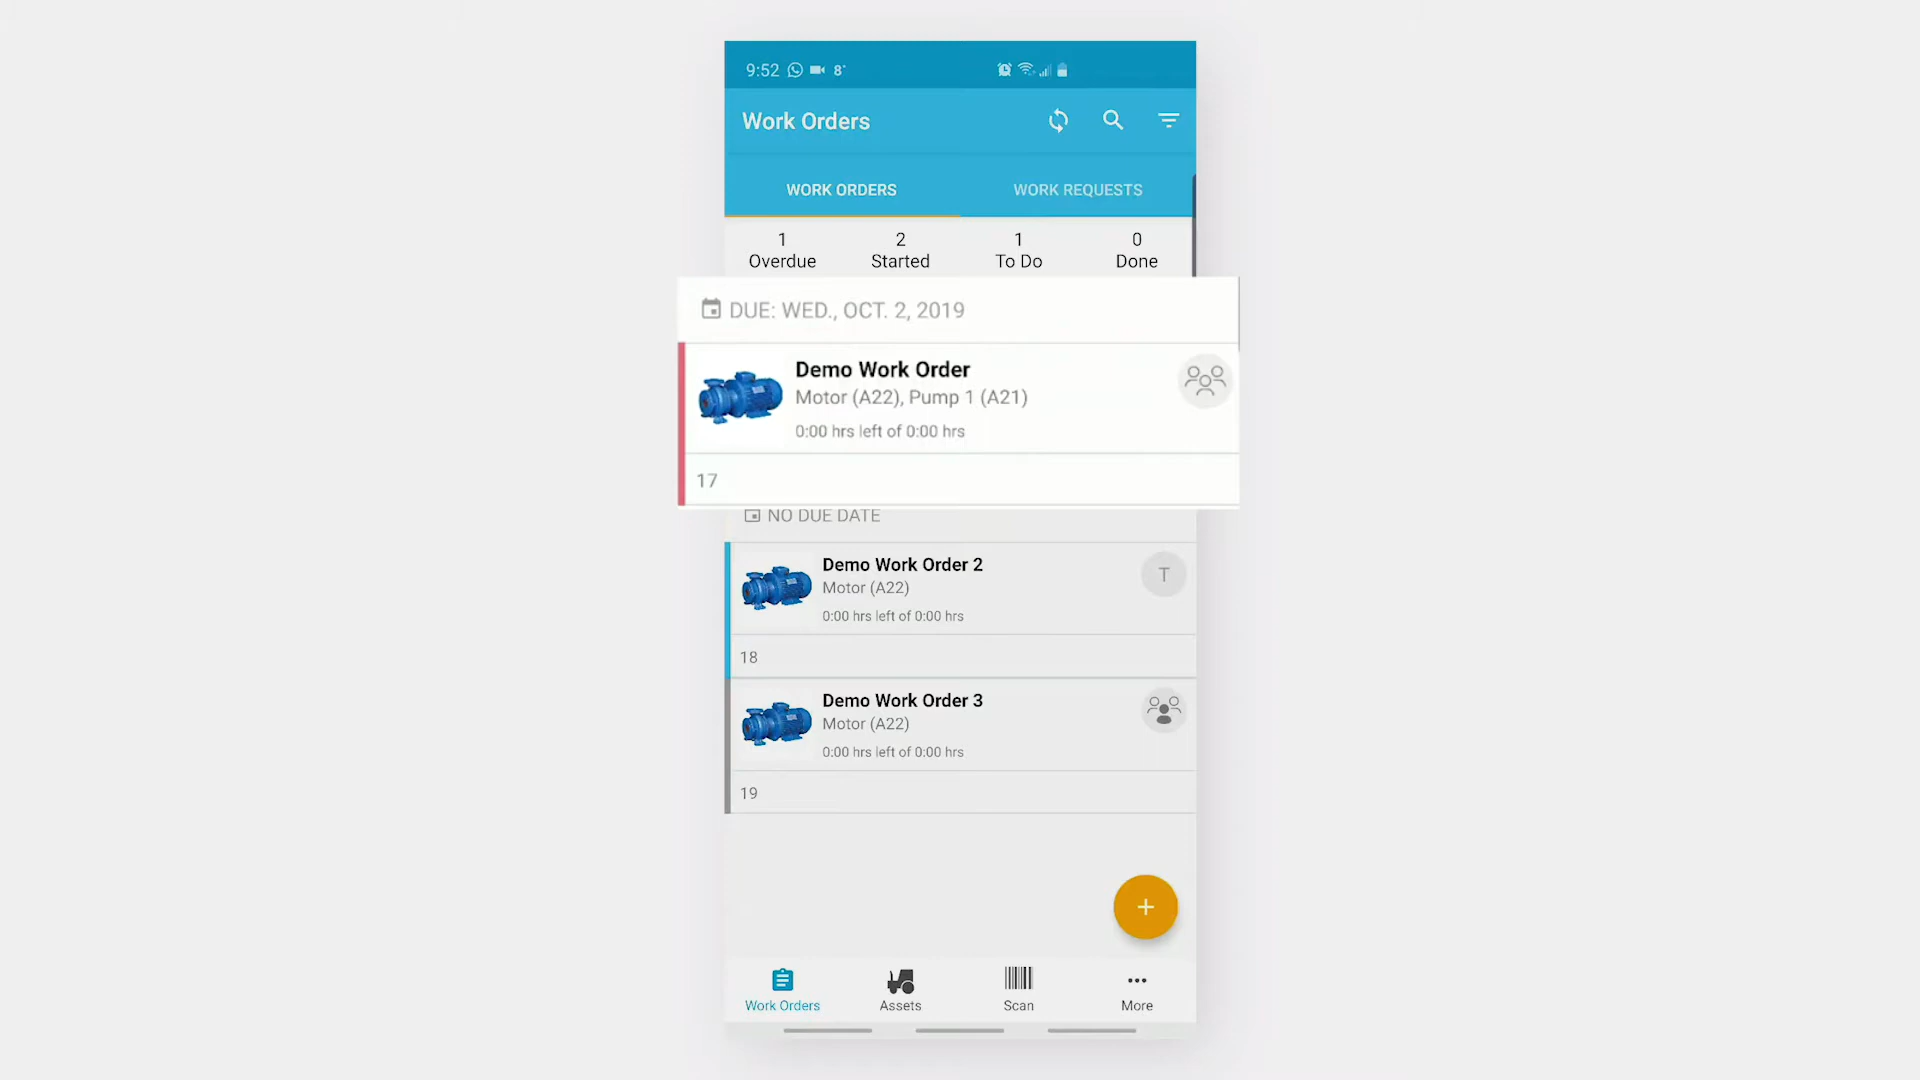 9:52 8°
Work Orders
WORK ORDERS WORK REQUESTS
1 2 1 0
Overdue Started To Do Done
DUE: WED., OCT. 2, 2019
Demo Work Order
Motor (A22), Pump 1 (A21)
0:00 hrs left of 0:00 hrs
17
NO DUE DATE
Demo Work Order 2
T
Motor (A22)
0:00 hrs left of 0:00 hrs
18
Demo Work Order 3
Motor (A22)
0:00 hrs left of 0:00 hrs
19
+
Work Orders Assets Scan More